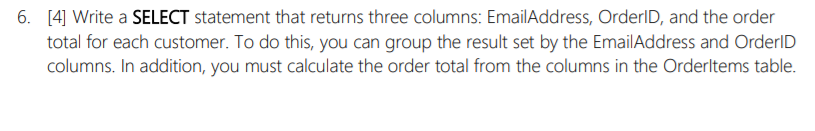 6. [4] Write a SELECT statement that returns three columns: EmailAddress, OrderID, and the order
total for each customer. To do this, you can group the result set by the EmailAddress and OrderID
columns. In addition, you must calculate the order total from the columns in the OrderItems table.